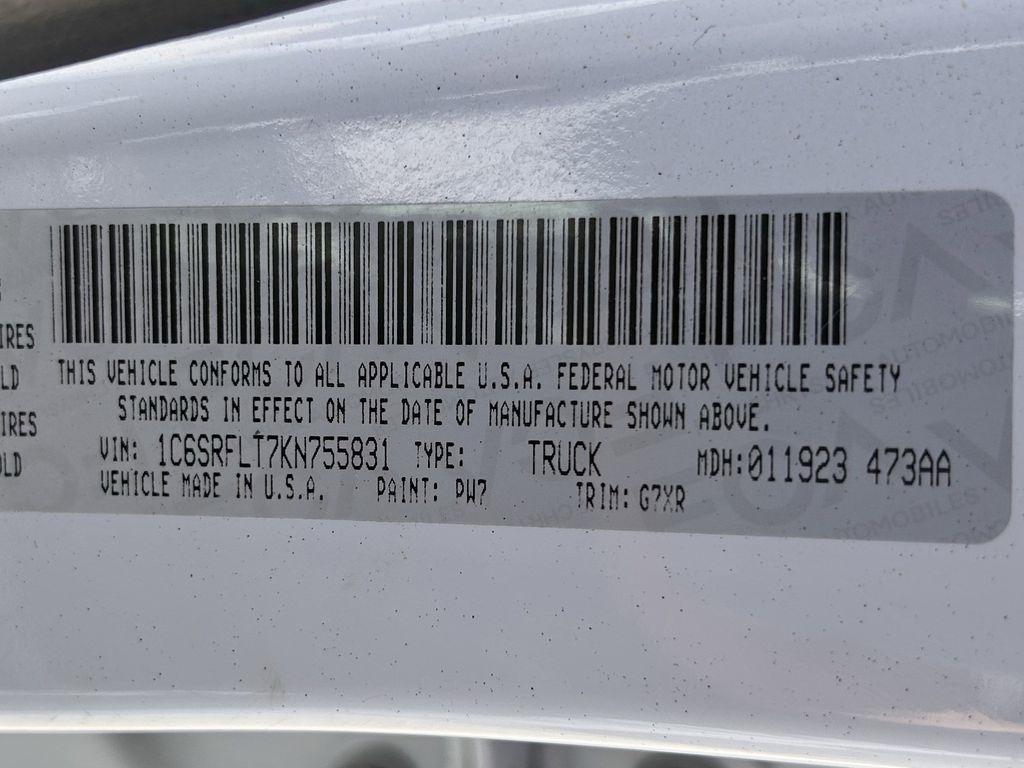 IRES
LD
IRES
OLD
THIS VEHICLE CONFORMS TO ALL APPLICABLE U.S.A. FEDERAL MOTOR VEHICLE SAFETY
STANDARDS IN EFFECT ON THE DATE OF MANUFACTURE SHOWN ABOVE.
VIN: 1C6SRFLT7KN755831 TYPE: TRUCK MDH:011923 473AA
VEHICLE MADE IN U.S.A. PAINT: PW7 TRIM: G7XR